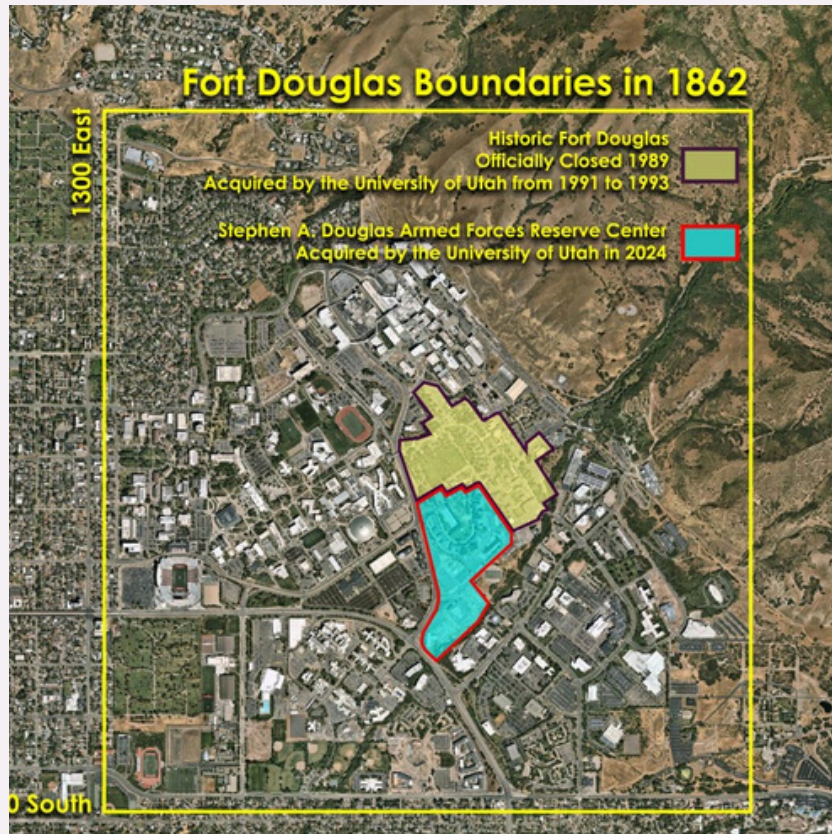 Fort Douglas Boundaries in 1862
1300 East
Historic Fort Douglas
Officially Closed 1989
Acquired by the University of Utah from 1991 to 1993
Stephen A. Douglas Armed Forces Reserve Center
Acquired by the University of Utah in 2024
0 South